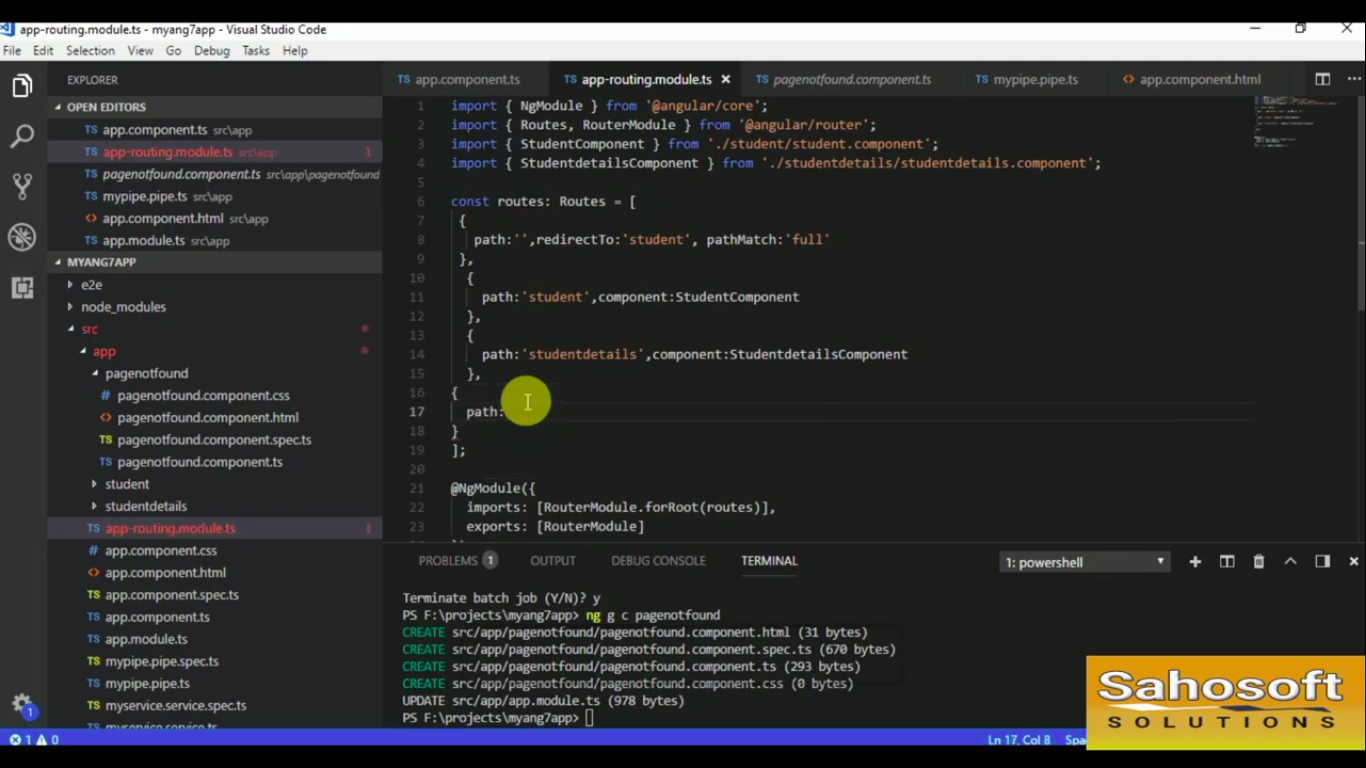 app-routing.module.ts - myang7app - Visual Studio Code
File Edit Selection View Go Debug Tasks Help
EXPLORER
OPEN EDITORS
TS app.component.ts src\app
TS app-routing.module.ts src\app 1
TS pagenotfound.component.ts src\app\pagenotfound
TS mypipe.pipe.ts src\app
<> app.component.html src\app
TS app.module.ts src\app
MYANG7APP
e2e
node_modules
src
app
pagenotfound
# pagenotfound.component.css
<> pagenotfound.component.html
TS pagenotfound.component.spec.ts
TS pagenotfound.component.ts
student
studentdetails
TS app-routing.module.ts 1
# app.component.css
<> app.component.html
TS app.component.spec.ts
TS app.component.ts
TS app.module.ts
TS mypipe.pipe.spec.ts
TS mypipe.pipe.ts
TS myservice.service.spec.ts
TS myservice.service.ts
1
TS app.component.ts TS app-routing.module.ts × TS pagenotfound.component.ts TS mypipe.pipe.ts <> app.component.html
1 import { NgModule } from '@angular/core';
2 import { Routes, RouterModule } from '@angular/router';
3 import { StudentComponent } from './student/student.component';
4 import { StudentdetailsComponent } from './studentdetails/studentdetails.component';
5
6 const routes: Routes = [
7 {
8 path:'',redirectTo:'student', pathMatch:'full'
9 },
10 {
11 path:'student',component:StudentComponent
12 },
13 {
14 path:'studentdetails',component:StudentdetailsComponent
15 },
16 {
17 path:
18 }
19 ];
20
21 @NgModule({
22 imports: [RouterModule.forRoot(routes)],
23 exports: [RouterModule]
PROBLEMS 1 OUTPUT DEBUG CONSOLE TERMINAL 1: powershell
Terminate batch job (Y/N)? y
PS F:\projects\myang7app> ng g c pagenotfound
CREATE src/app/pagenotfound/pagenotfound.component.html (31 bytes)
CREATE src/app/pagenotfound/pagenotfound.component.spec.ts (670 bytes)
CREATE src/app/pagenotfound/pagenotfound.component.ts (293 bytes)
CREATE src/app/pagenotfound/pagenotfound.component.css (0 bytes)
UPDATE src/app/app.module.ts (978 bytes)
PS F:\projects\myang7app>
1 0 Ln 17, Col 8
Sahosoft
SOLUTIONS